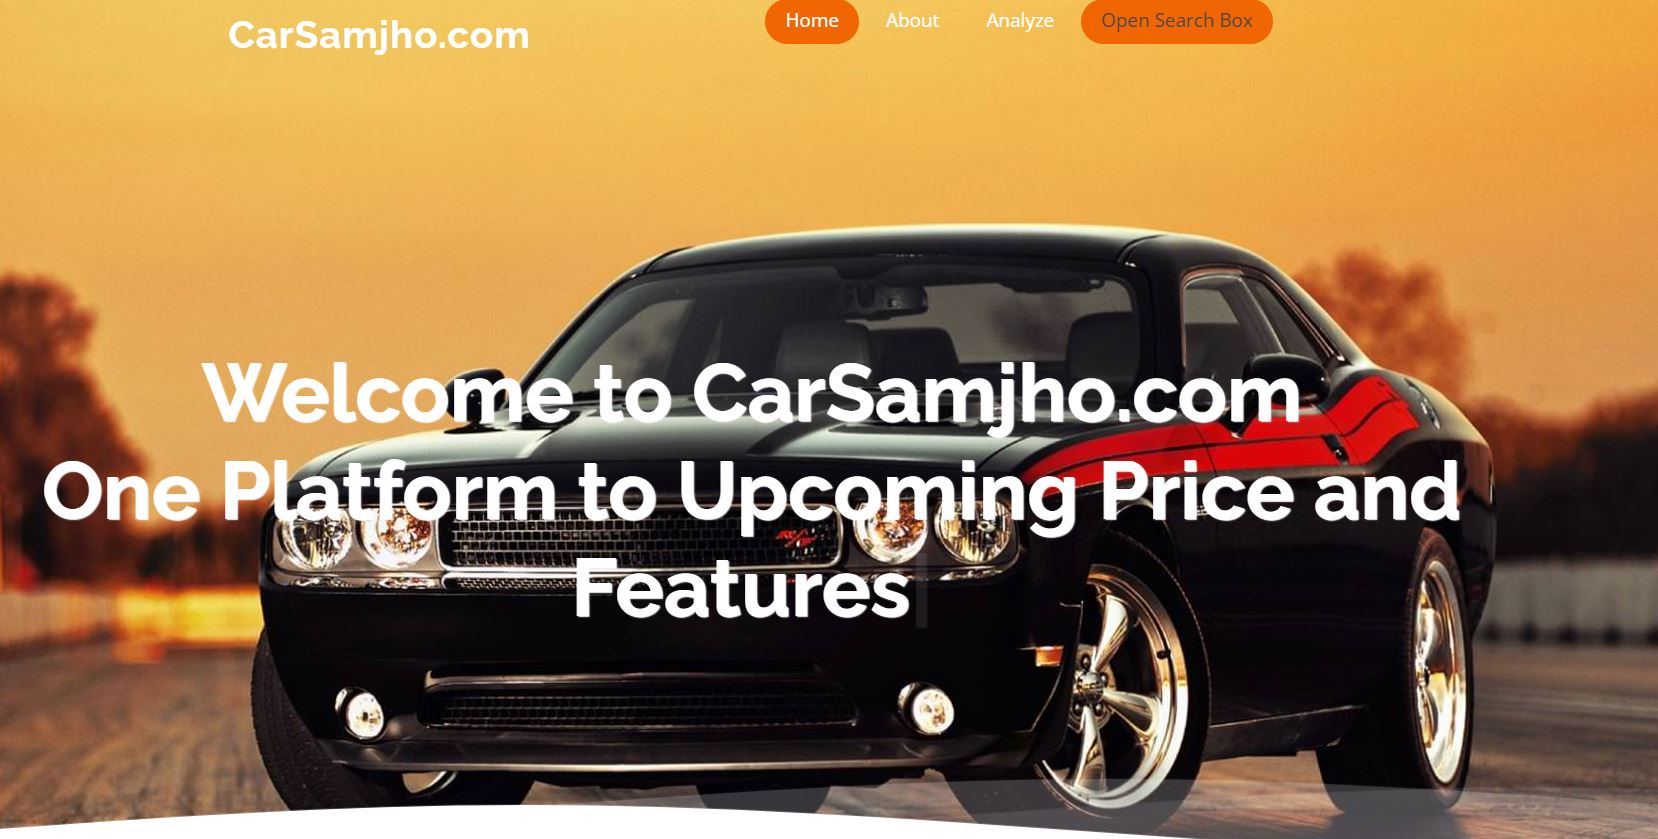 CarSamjho.com
Home About Analyze Open Search Box
Welcome to CarSamjho.com
One Platform to Upcoming Price and
Features
R/T